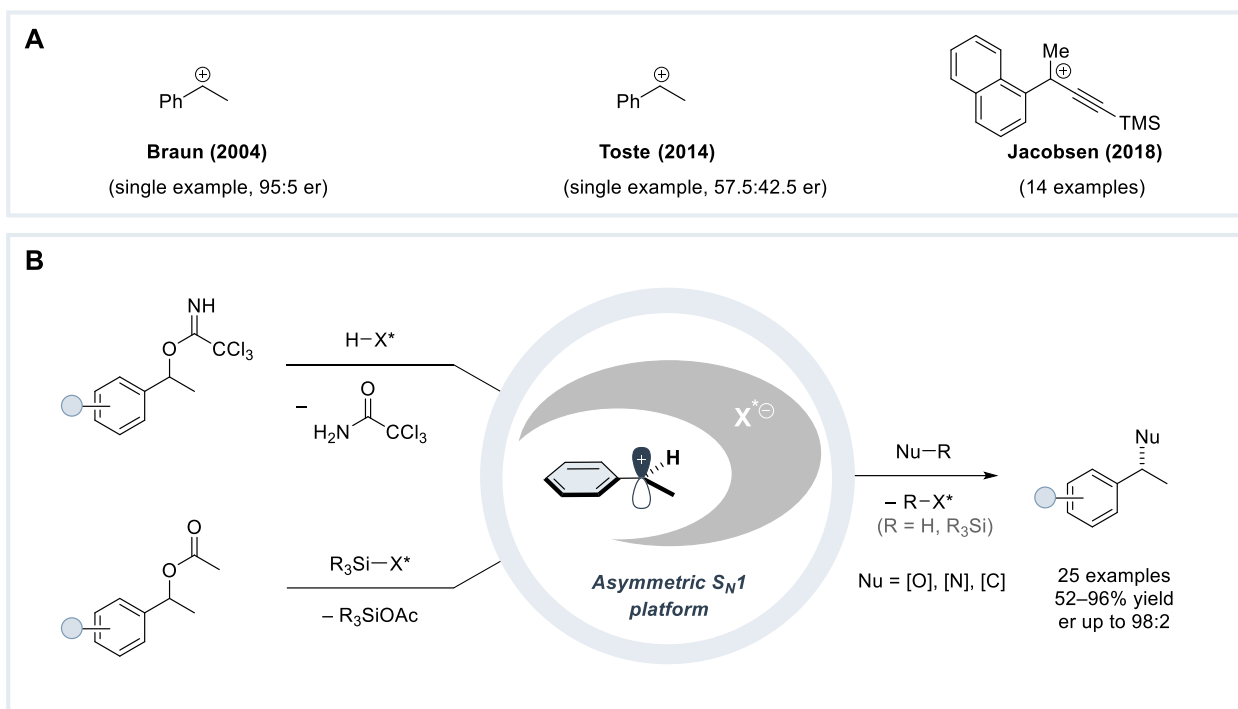 A
Ph
Braun (2004)
(single example, 95:5 er)
Ph
Toste (2014)
(single example, 57.5:42.5 er)
Me
TMS
Jacobsen (2018)
(14 examples)
B
NH
O
CCl3
H–X*
–
O
H2N
CCl3
O
O
R3Si–X*
– R3SiOAc
X*⊖
+
H
Asymmetric SN1
platform
Nu–R
– R–X*
(R = H, R3Si)
Nu = [O], [N], [C]
Nu
25 examples
52–96% yield
er up to 98:2